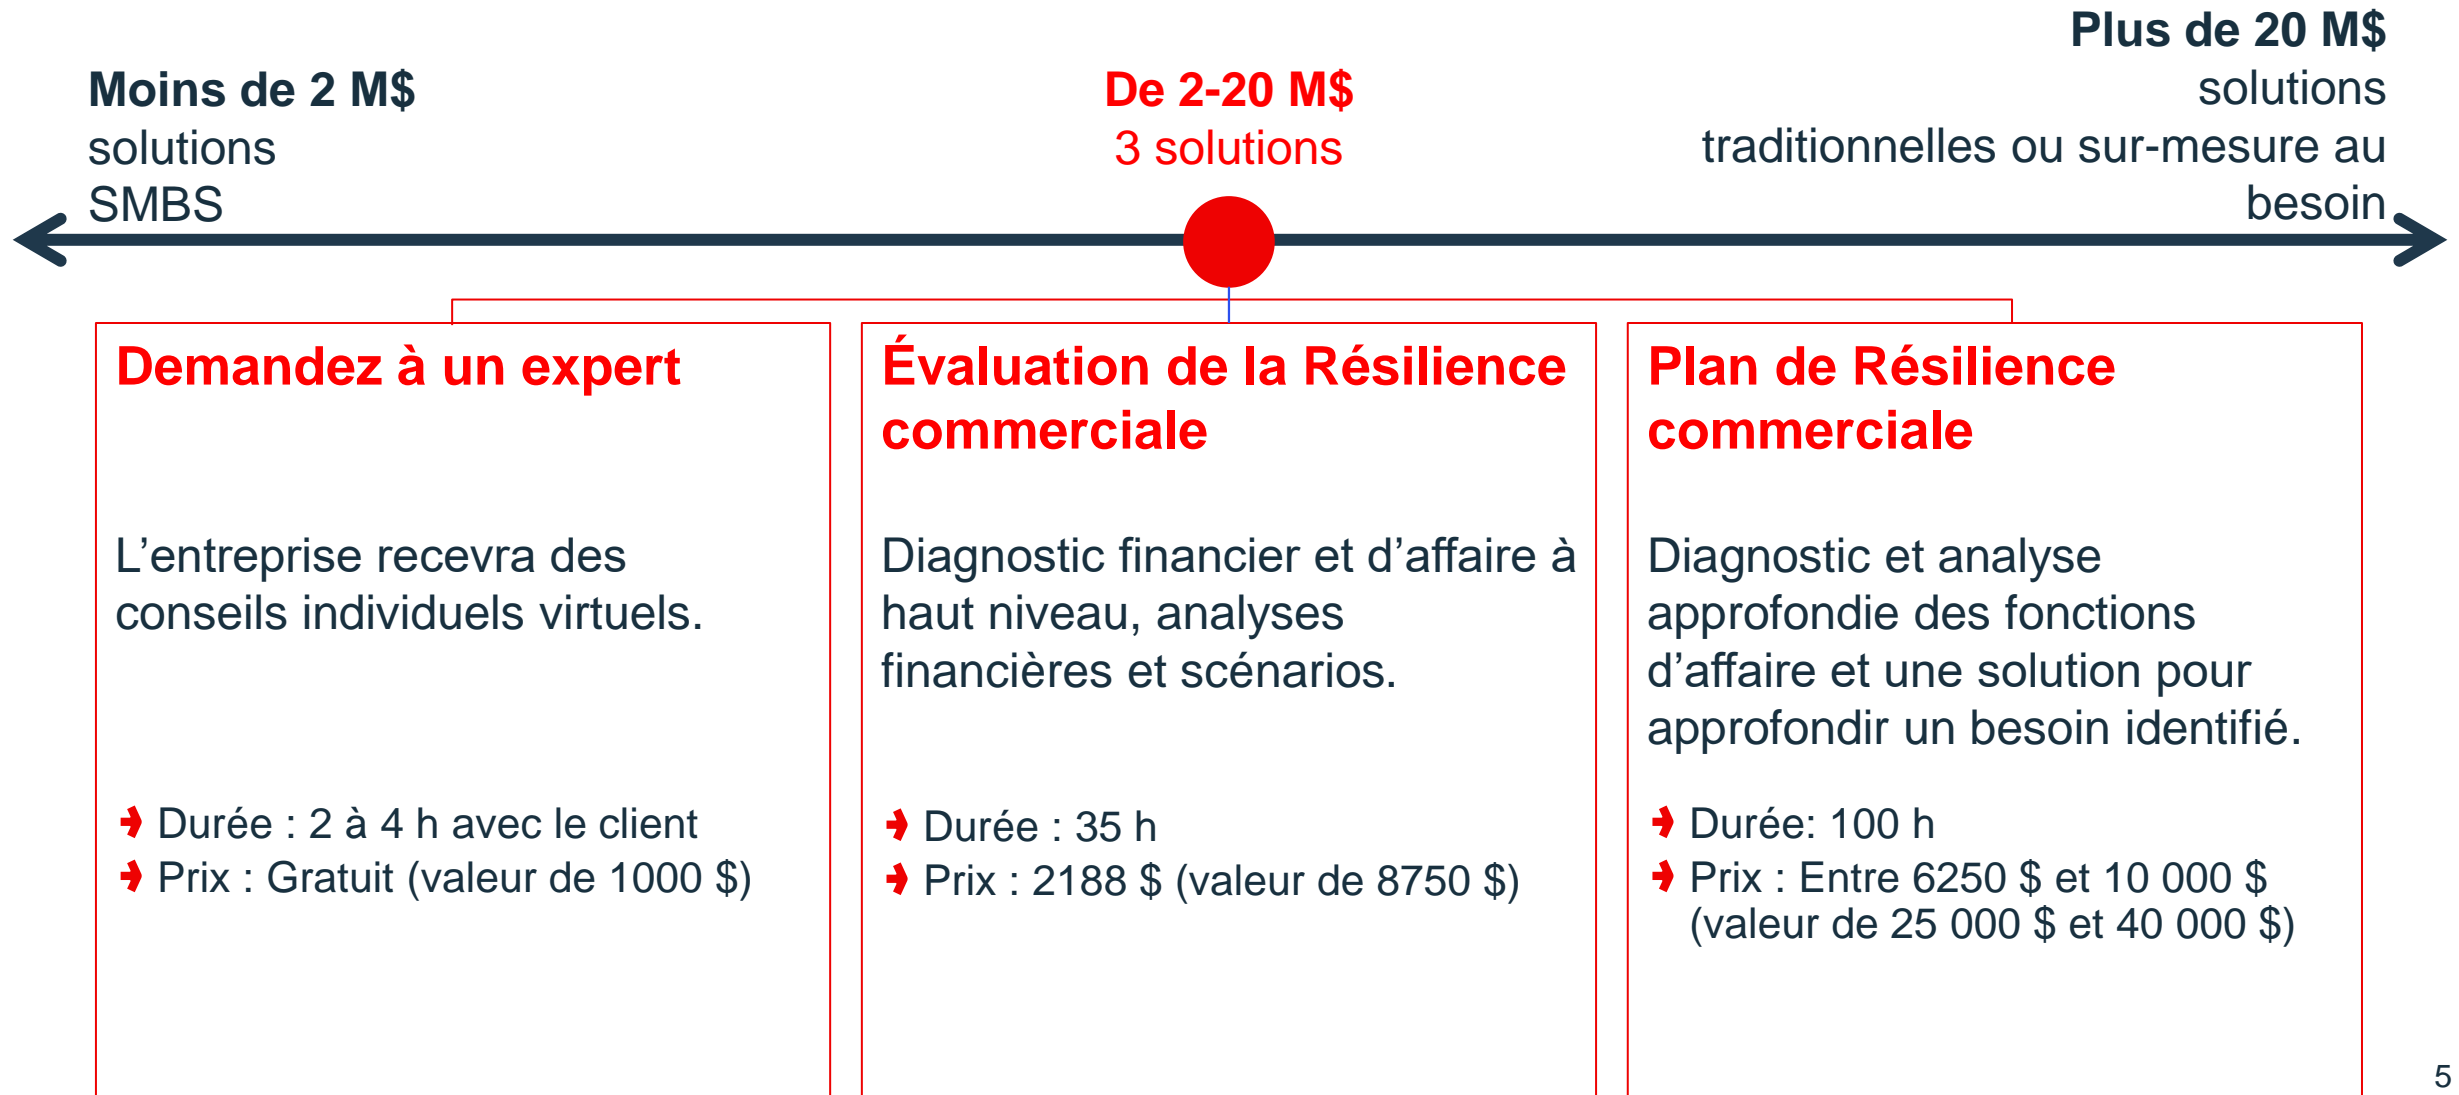 Moins de 2 M$
solutions
SMBS
De 2-20 M$
3 solutions
Plus de 20 M$
solutions
traditionnelles ou sur-mesure au
besoin
Demandez à un expert
L’entreprise recevra des
conseils individuels virtuels.
Durée : 2 à 4 h avec le client
Prix : Gratuit (valeur de 1000 $)
Évaluation de la Résilience
commerciale
Diagnostic financier et d’affaire à
haut niveau, analyses
financières et scénarios.
Durée : 35 h
Prix : 2188 $ (valeur de 8750 $)
Plan de Résilience
commerciale
Diagnostic et analyse
approfondie des fonctions
d’affaire et une solution pour
approfondir un besoin identifié.
Durée: 100 h
Prix : Entre 6250 $ et 10 000 $
(valeur de 25 000 $ et 40 000 $)
5